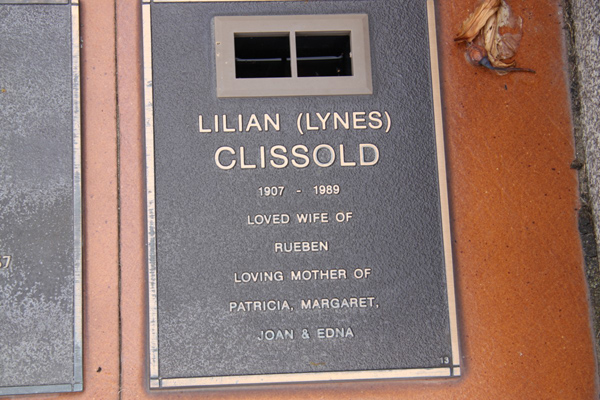 LILIAN (LYNES)
CLISSOLD
1907 - 1989
LOVED WIFE OF
RUEBEN
LOVING MOTHER OF
PATRICIA, MARGARET,
JOAN & EDNA
13